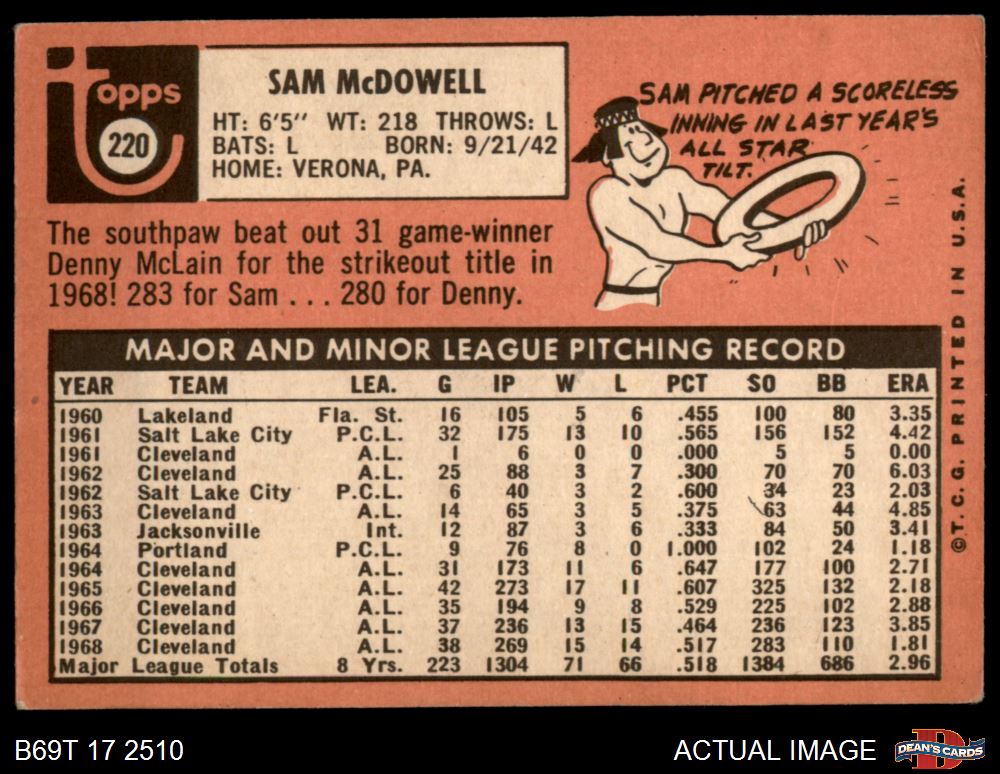 topps
220
SAM McDOWELL
HT: 6'5" WT: 218 THROWS: L
BATS: L BORN: 9/21/42
HOME: VERONA, PA.
SAM PITCHED A SCORELESS
INNING IN LAST YEAR'S
ALL STAR
TILT.
The southpaw beat out 31 game-winner
Denny McLain for the strikeout title in
1968! 283 for Sam . . . 280 for Denny.
MAJOR AND MINOR LEAGUE PITCHING RECORD
YEAR TEAM LEA. G IP W L PCT SO BB ERA
1960 Lakeland Fla. St. 16 105 5 6 .455 100 80 3.35
1961 Salt Lake City P.C.L. 32 175 13 10 .565 156 152 4.42
1961 Cleveland A.L. 1 6 0 0 .000 5 5 0.00
1962 Cleveland A.L. 25 88 3 7 .300 70 70 6.03
1962 Salt Lake City P.C.L. 6 40 3 2 .600 34 23 2.03
1963 Cleveland A.L. 14 65 3 5 .375 63 44 4.85
1963 Jacksonville Int. 12 87 3 6 .333 84 50 3.41
1964 Portland P.C.L. 9 76 8 0 1.000 102 24 1.18
1964 Cleveland A.L. 31 173 11 6 .647 177 100 2.71
1965 Cleveland A.L. 42 273 17 11 .607 325 132 2.18
1966 Cleveland A.L. 35 194 9 8 .529 225 102 2.88
1967 Cleveland A.L. 37 236 13 15 .464 236 123 3.85
1968 Cleveland A.L. 38 269 15 14 .517 283 110 1.81
Major League Totals 8 Yrs. 223 1304 71 66 .518 1384 686 2.96
©T.C.G. PRINTED IN U.S.A.
B69T 17 2510
ACTUAL IMAGE
DEAN'S CARDS